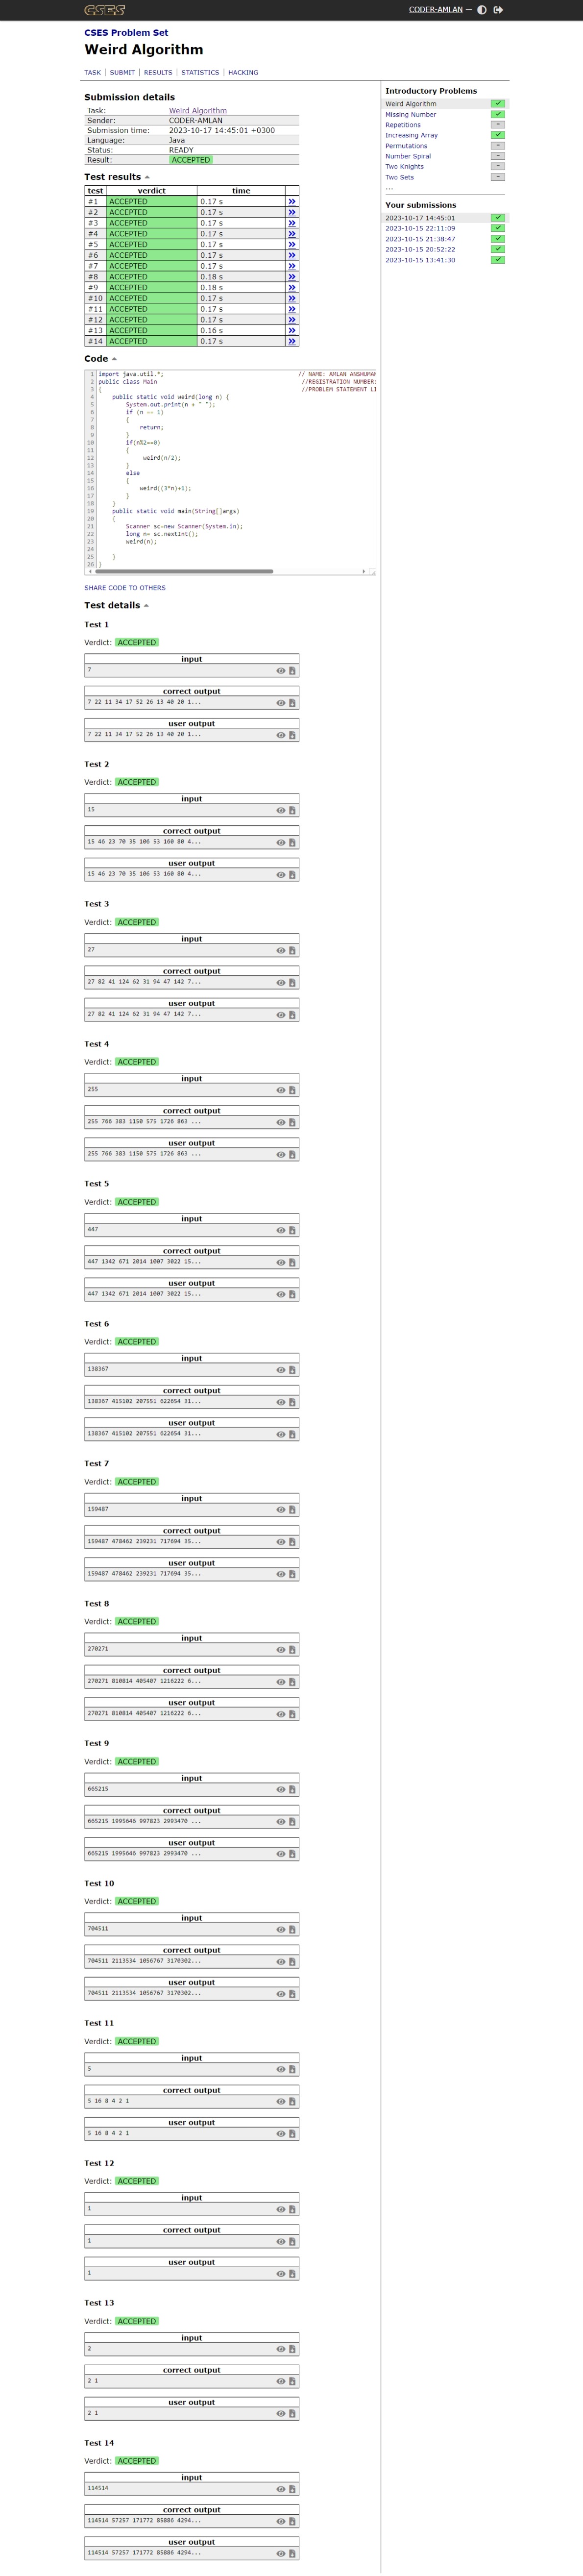 CSES
CODER-AMLAN —
CSES Problem Set
Weird Algorithm
TASK | SUBMIT | RESULTS | STATISTICS | HACKING
Submission details
Task: Weird Algorithm
Sender: CODER-AMLAN
Submission time: 2023-10-17 14:45:01 +0300
Language: Java
Status: READY
Result: ACCEPTED
Test results
test verdict time
#1 ACCEPTED 0.17 s »
#2 ACCEPTED 0.17 s »
#3 ACCEPTED 0.17 s »
#4 ACCEPTED 0.17 s »
#5 ACCEPTED 0.17 s »
#6 ACCEPTED 0.17 s »
#7 ACCEPTED 0.17 s »
#8 ACCEPTED 0.18 s »
#9 ACCEPTED 0.18 s »
#10 ACCEPTED 0.17 s »
#11 ACCEPTED 0.17 s »
#12 ACCEPTED 0.17 s »
#13 ACCEPTED 0.16 s »
#14 ACCEPTED 0.17 s »
Code
1 import java.util.*; // NAME: AMLAN ANSHUMAN
2 public class Main //REGISTRATION NUMBER:
3 { //PROBLEM STATEMENT LI
4 public static void weird(long n) {
5 System.out.print(n + " ");
6 if (n == 1)
7 {
8 return;
9 }
10 if(n%2==0)
11 {
12 weird(n/2);
13 }
14 else
15 {
16 weird((3*n)+1);
17 }
18 }
19 public static void main(String[]args)
20 {
21 Scanner sc=new Scanner(System.in);
22 long n= sc.nextInt();
23 weird(n);
24
25 }
26 }
SHARE CODE TO OTHERS
Test details
Test 1
Verdict: ACCEPTED
input
7
correct output
7 22 11 34 17 52 26 13 40 20 1...
user output
7 22 11 34 17 52 26 13 40 20 1...
Test 2
Verdict: ACCEPTED
input
15
correct output
15 46 23 70 35 106 53 160 80 4...
user output
15 46 23 70 35 106 53 160 80 4...
Test 3
Verdict: ACCEPTED
input
27
correct output
27 82 41 124 62 31 94 47 142 7...
user output
27 82 41 124 62 31 94 47 142 7...
Test 4
Verdict: ACCEPTED
input
255
correct output
255 766 383 1150 575 1726 863 ...
user output
255 766 383 1150 575 1726 863 ...
Test 5
Verdict: ACCEPTED
input
447
correct output
447 1342 671 2014 1007 3022 15...
user output
447 1342 671 2014 1007 3022 15...
Test 6
Verdict: ACCEPTED
input
138367
correct output
138367 415102 207551 622654 31...
user output
138367 415102 207551 622654 31...
Test 7
Verdict: ACCEPTED
input
159487
correct output
159487 478462 239231 717694 35...
user output
159487 478462 239231 717694 35...
Test 8
Verdict: ACCEPTED
input
270271
correct output
270271 810814 405407 1216222 6...
user output
270271 810814 405407 1216222 6...
Test 9
Verdict: ACCEPTED
input
665215
correct output
665215 1995646 997823 2993470 ...
user output
665215 1995646 997823 2993470 ...
Test 10
Verdict: ACCEPTED
input
704511
correct output
704511 2113534 1056767 3170302...
user output
704511 2113534 1056767 3170302...
Test 11
Verdict: ACCEPTED
input
5
correct output
5 16 8 4 2 1
user output
5 16 8 4 2 1
Test 12
Verdict: ACCEPTED
input
1
correct output
1
user output
1
Test 13
Verdict: ACCEPTED
input
2
correct output
2 1
user output
2 1
Test 14
Verdict: ACCEPTED
input
114514
correct output
114514 57257 171772 85886 4294...
user output
114514 57257 171772 85886 4294...
Introductory Problems
Weird Algorithm
Missing Number
Repetitions –
Increasing Array
Permutations –
Number Spiral –
Two Knights –
Two Sets –
...
Your submissions
2023-10-17 14:45:01
2023-10-15 22:11:09
2023-10-15 21:38:47
2023-10-15 20:52:22
2023-10-15 13:41:30